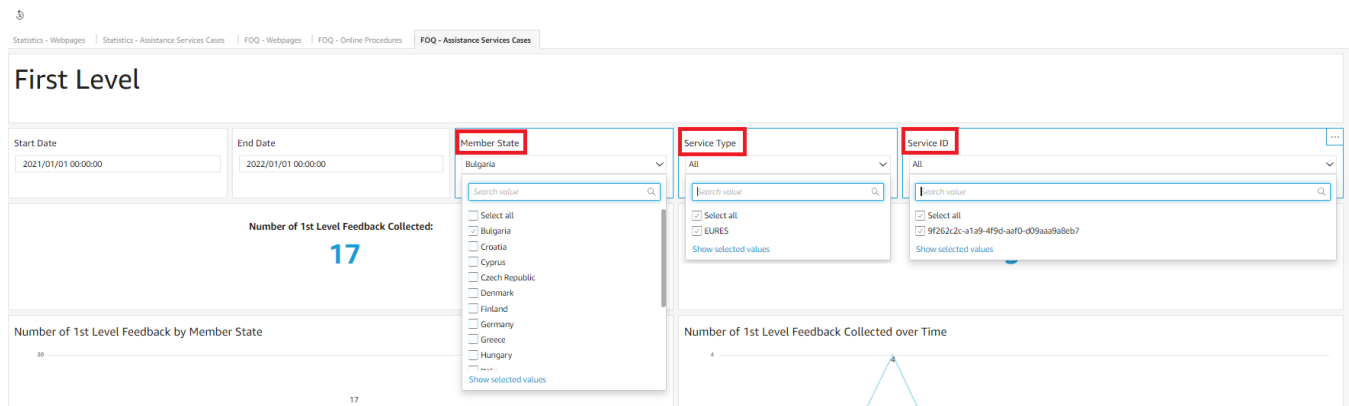 Statistics - Webpages
Statistics - Assistance Services Cases
FOQ - Webpages
FOQ - Online Procedures
FOQ - Assistance Services Cases
First Level
Start Date
2021/01/01 00:00:00
End Date
2022/01/01 00:00:00
Member State
Bulgaria
Search value
Select all
Bulgaria
Croatia
Cyprus
Czech Republic
Denmark
Finland
Germany
Greece
Hungary
Show selected values
Service Type
All
Search value
Select all
EURES
Show selected values
Service ID
All
Search value
Select all
9f262c2c-a1a9-4f9d-aaf0-d09aaa9a8eb7
Show selected values
Number of 1st Level Feedback Collected:
17
Number of 1st Level Feedback by Member State
20
17
Number of 1st Level Feedback Collected over Time
4
4